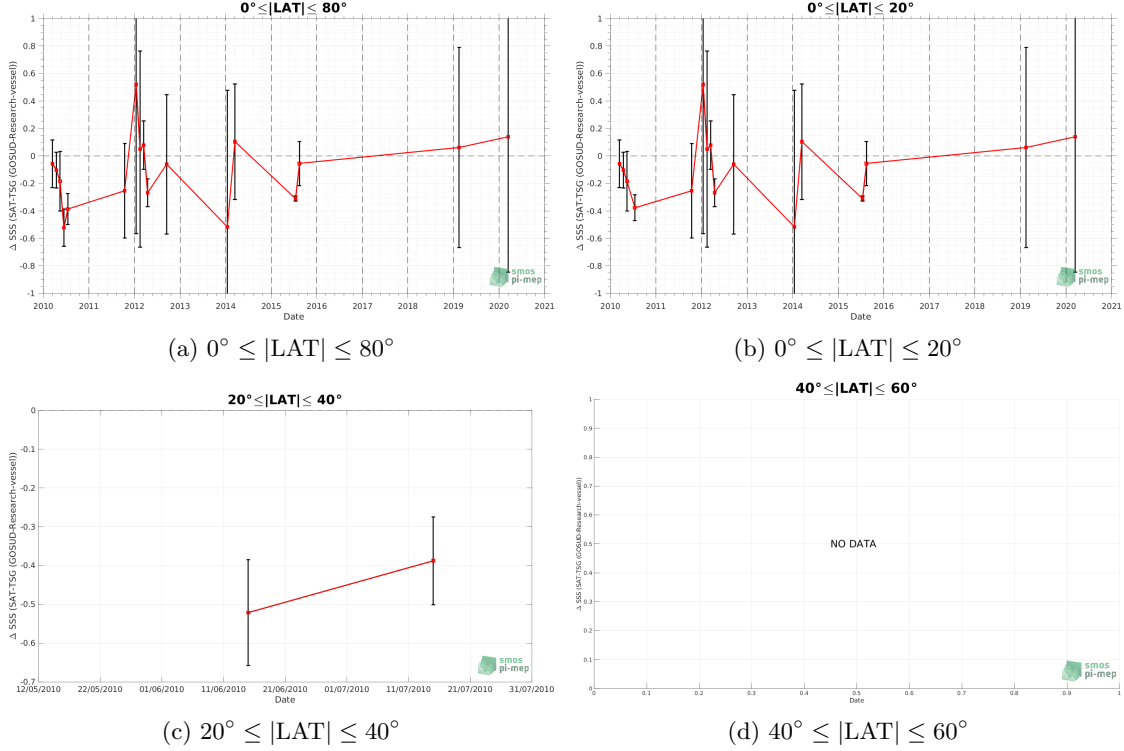 0°≤|LAT|≤ 80°
Δ SSS (SAT-TSG (GOSUD-Research-vessel))
1
0.8
0.6
0.4
0.2
0
-0.2
-0.4
-0.6
-0.8
-1
2010 2011 2012 2013 2014 2015 2016 2017 2018 2019 2020 2021
Date
smos
pi-mep
(a) 0° ≤ |LAT| ≤ 80°
0°≤|LAT|≤ 20°
Δ SSS (SAT-TSG (GOSUD-Research-vessel))
1
0.8
0.6
0.4
0.2
0
-0.2
-0.4
-0.6
-0.8
-1
2010 2011 2012 2013 2014 2015 2016 2017 2018 2019 2020 2021
Date
smos
pi-mep
(b) 0° ≤ |LAT| ≤ 20°
20°≤|LAT|≤ 40°
Δ SSS (SAT-TSG (GOSUD-Research-vessel))
0
-0.1
-0.2
-0.3
-0.4
-0.5
-0.6
-0.7
12/05/2010 22/05/2010 01/06/2010 11/06/2010 21/06/2010 01/07/2010 11/07/2010 21/07/2010 31/07/2010
Date
smos
pi-mep
(c) 20° ≤ |LAT| ≤ 40°
40°≤|LAT|≤ 60°
Δ SSS (SAT-TSG (GOSUD-Research-vessel))
1
0.9
0.8
0.7
0.6
0.5
0.4
0.3
0.2
0.1
0
NO DATA
0 0.1 0.2 0.3 0.4 0.5 0.6 0.7 0.8 0.9 1
Date
smos
pi-mep
(d) 40° ≤ |LAT| ≤ 60°